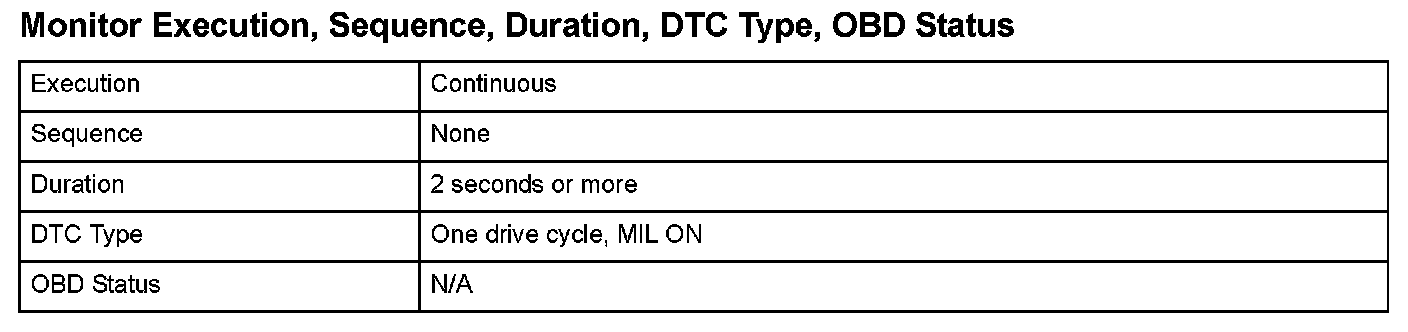 Monitor Execution, Sequence, Duration, DTC Type, OBD Status
Execution Continuous
Sequence None
Duration 2 seconds or more
DTC Type One drive cycle, MIL ON
OBD Status N/A